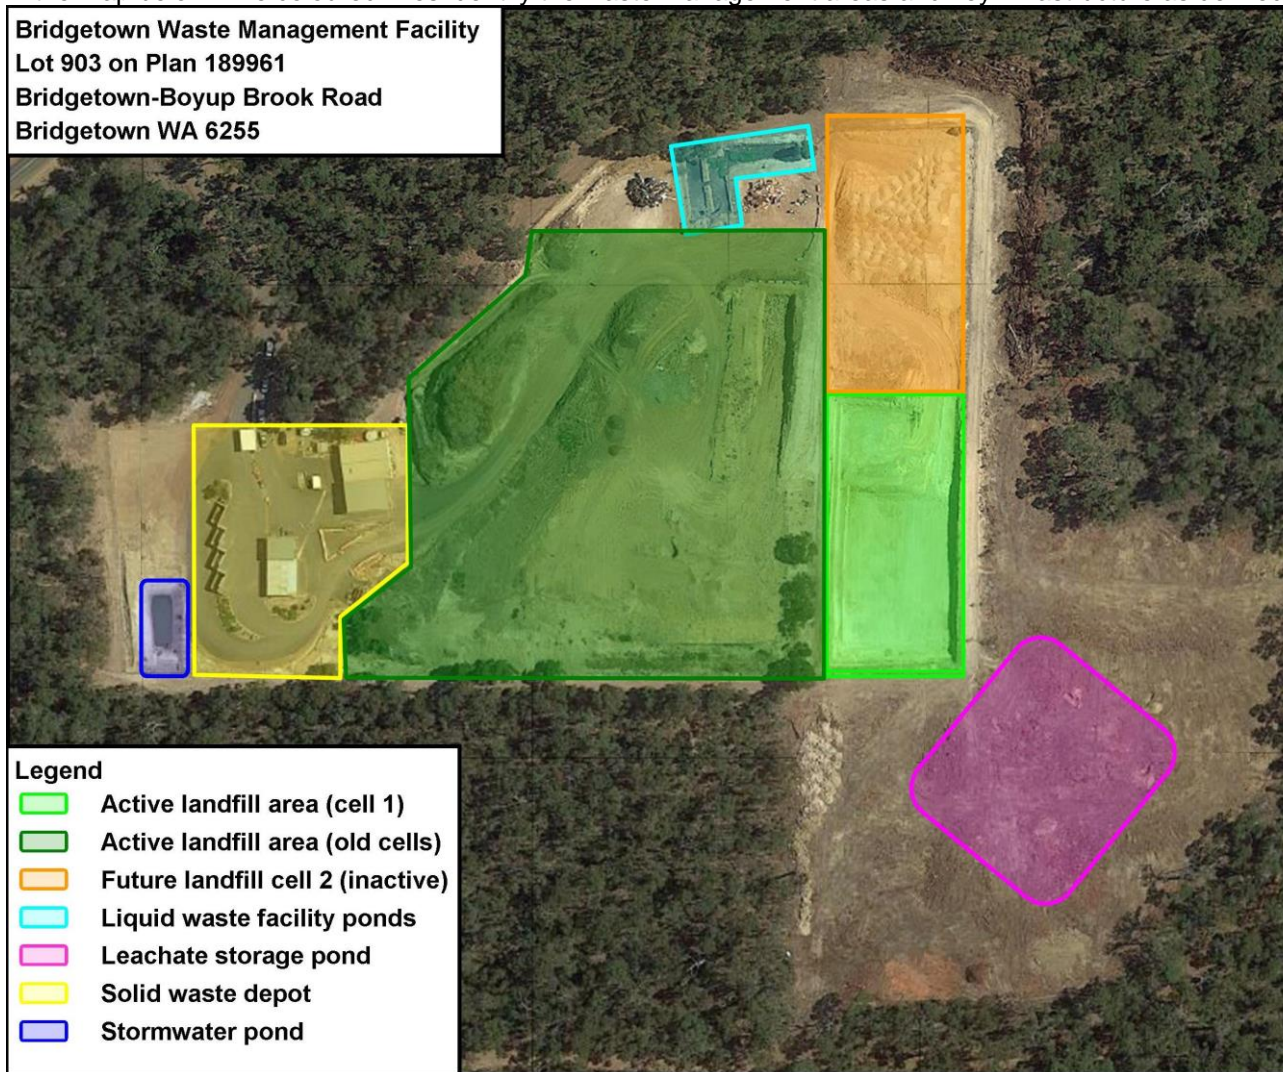 Bridgetown Waste Management Facility
Lot 903 on Plan 189961
Bridgetown-Boyup Brook Road
Bridgetown WA 6255
Legend
Active landfill area (cell 1)
Active landfill area (old cells)
Future landfill cell 2 (inactive)
Liquid waste facility ponds
Leachate storage pond
Solid waste depot
Stormwater pond